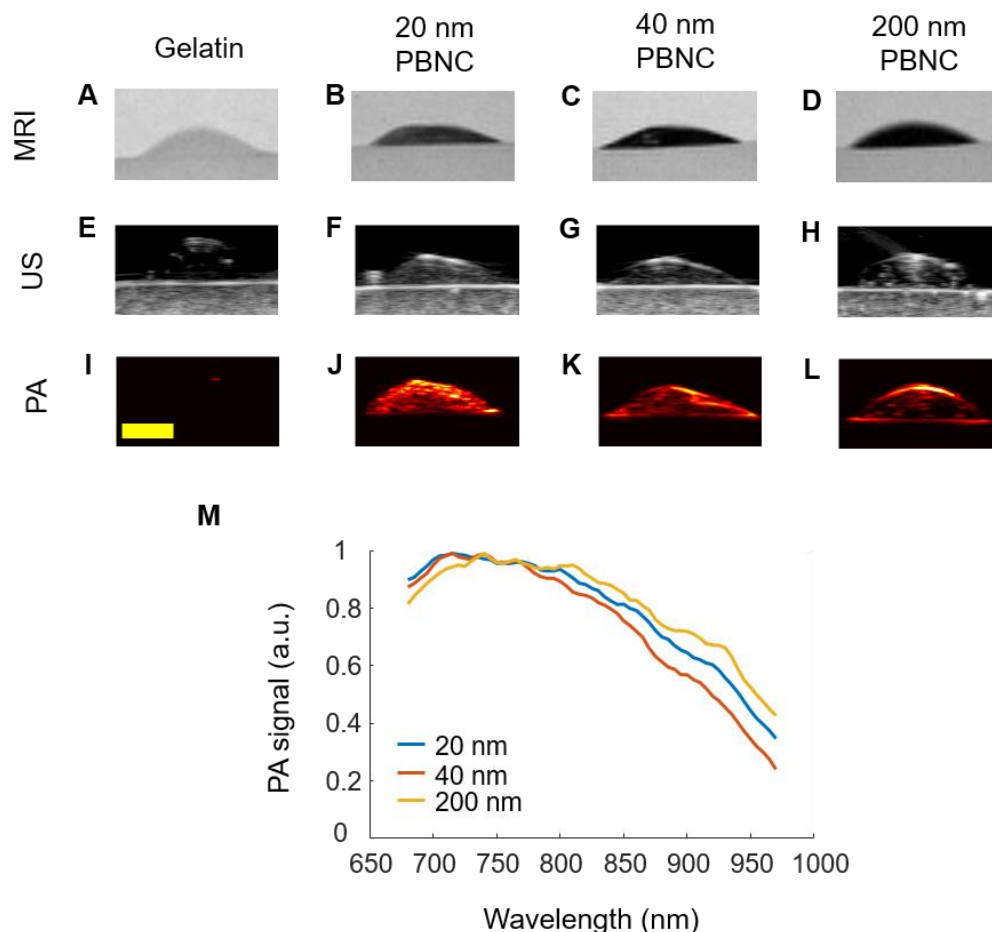 Gelatin
20 nm
PBNC
40 nm
PBNC
200 nm
PBNC
MRI
A
B
C
D
US
E
F
G
H
PA
I
J
K
L
M
PA signal (a.u.)
1
0.8
0.6
0.4
0.2
0
20 nm
40 nm
200 nm
650 700 750 800 850 900 950 1000
Wavelength (nm)